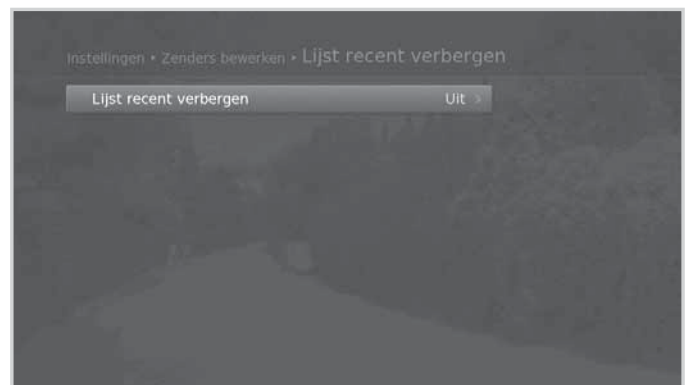 Instellingen • Zenders bewerken • Lijst recent verbergen
Lijst recent verbergen Uit >